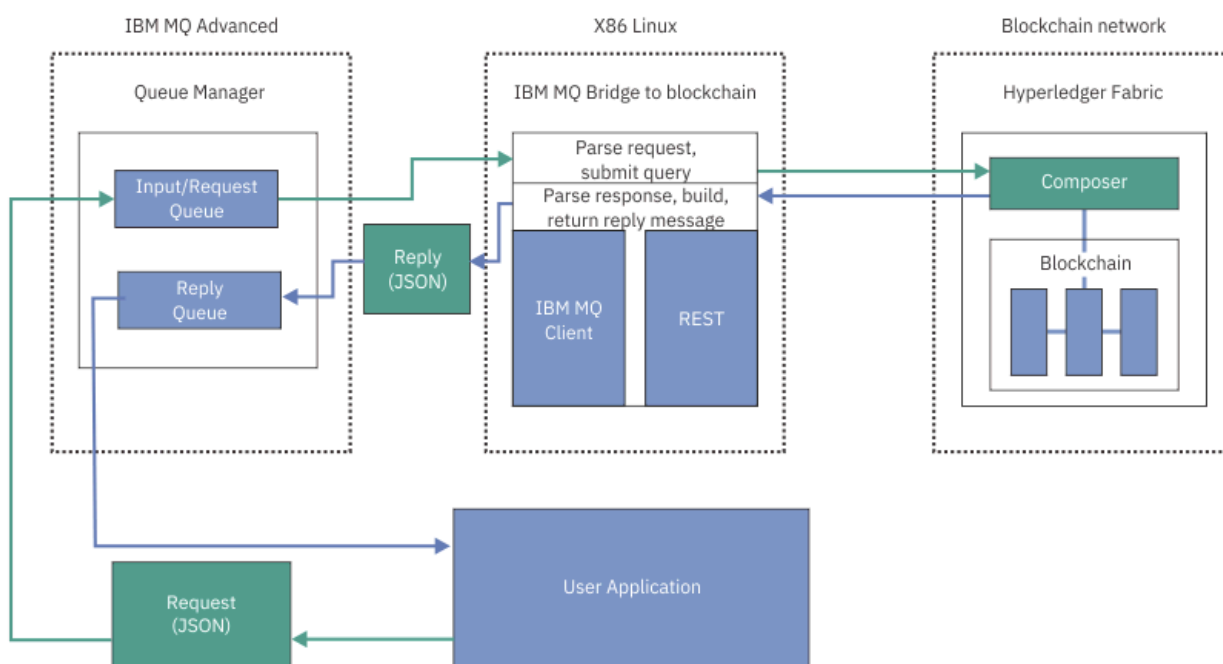 IBM MQ Advanced
X86 Linux
Blockchain network
Queue Manager
IBM MQ Bridge to blockchain
Hyperledger Fabric
Input/Request
Queue
Reply
Queue
Reply
(JSON)
Parse request,
submit query
Parse response, build,
return reply message
IBM MQ
Client
REST
Composer
Blockchain
User Application
Request
(JSON)